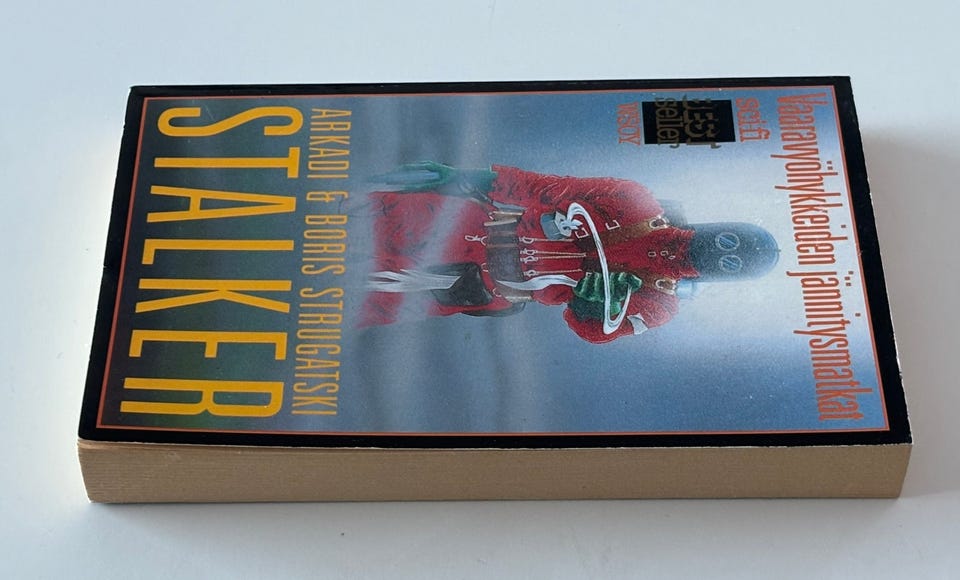 Vaaravyöhykkeiden jännitysmatkat
scifi
BEST
seller
WSOY
ARKADI & BORIS STRUGATSKI
STALKER